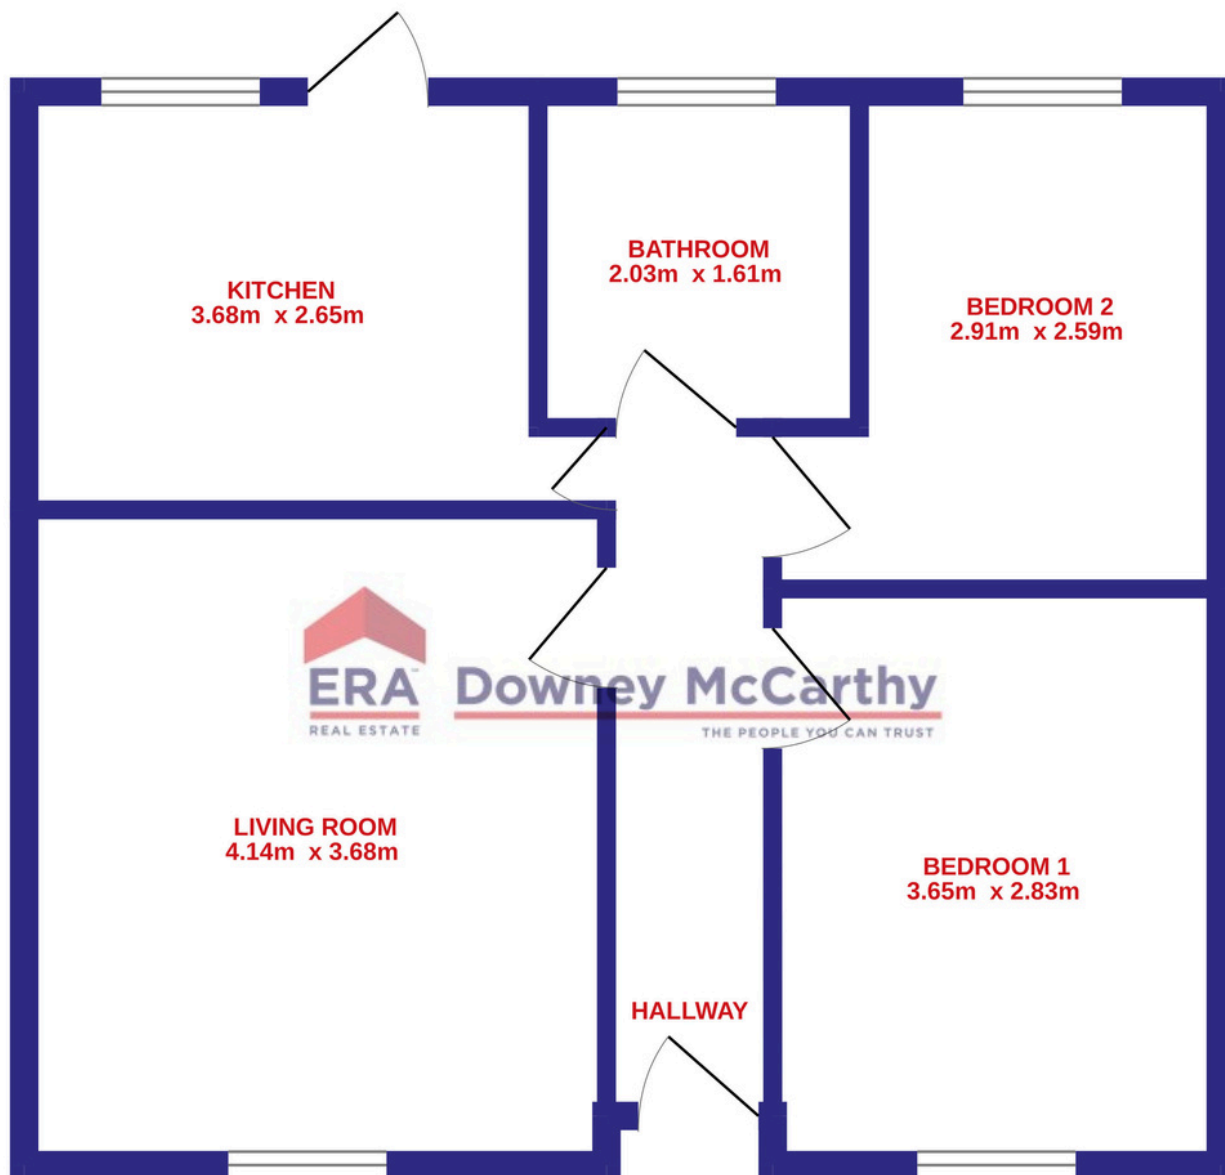 BATHROOM
2.03m x 1.61m
KITCHEN
3.68m x 2.65m
BEDROOM 2
2.91m x 2.59m
ERA™ Downey McCarthy
REAL ESTATE THE PEOPLE YOU CAN TRUST
LIVING ROOM
4.14m x 3.68m
BEDROOM 1
3.65m x 2.83m
HALLWAY